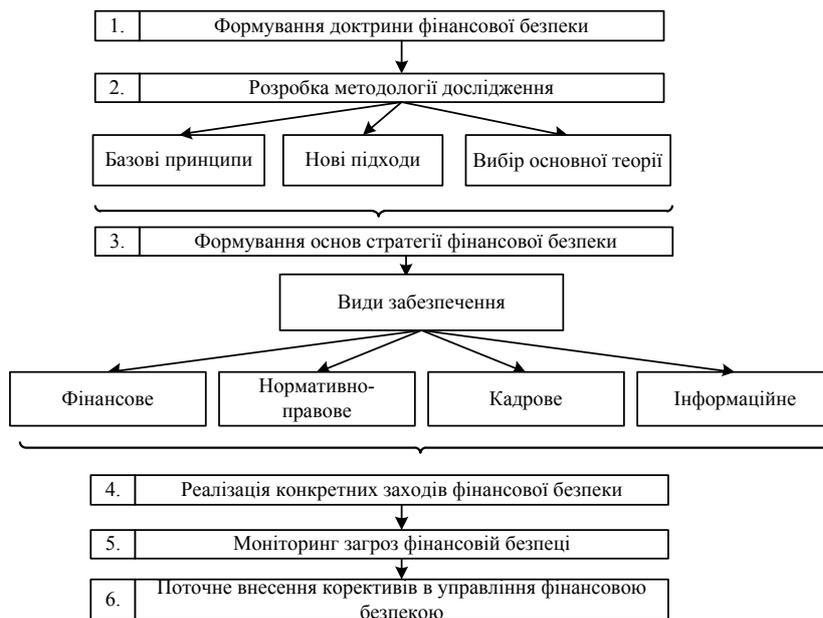 1. Формування доктрини фінансової безпеки
2. Розробка методології дослідження
Базові принципи
Нові підходи
Вибір основної теорії
3. Формування основ стратегії фінансової безпеки
Види забезпечення
Фінансове
Нормативно-
правове
Кадрове
Інформаційне
4. Реалізація конкретних заходів фінансової безпеки
5. Моніторинг загроз фінансовій безпеці
6. Поточне внесення корективів в управління фінансовою
безпекою